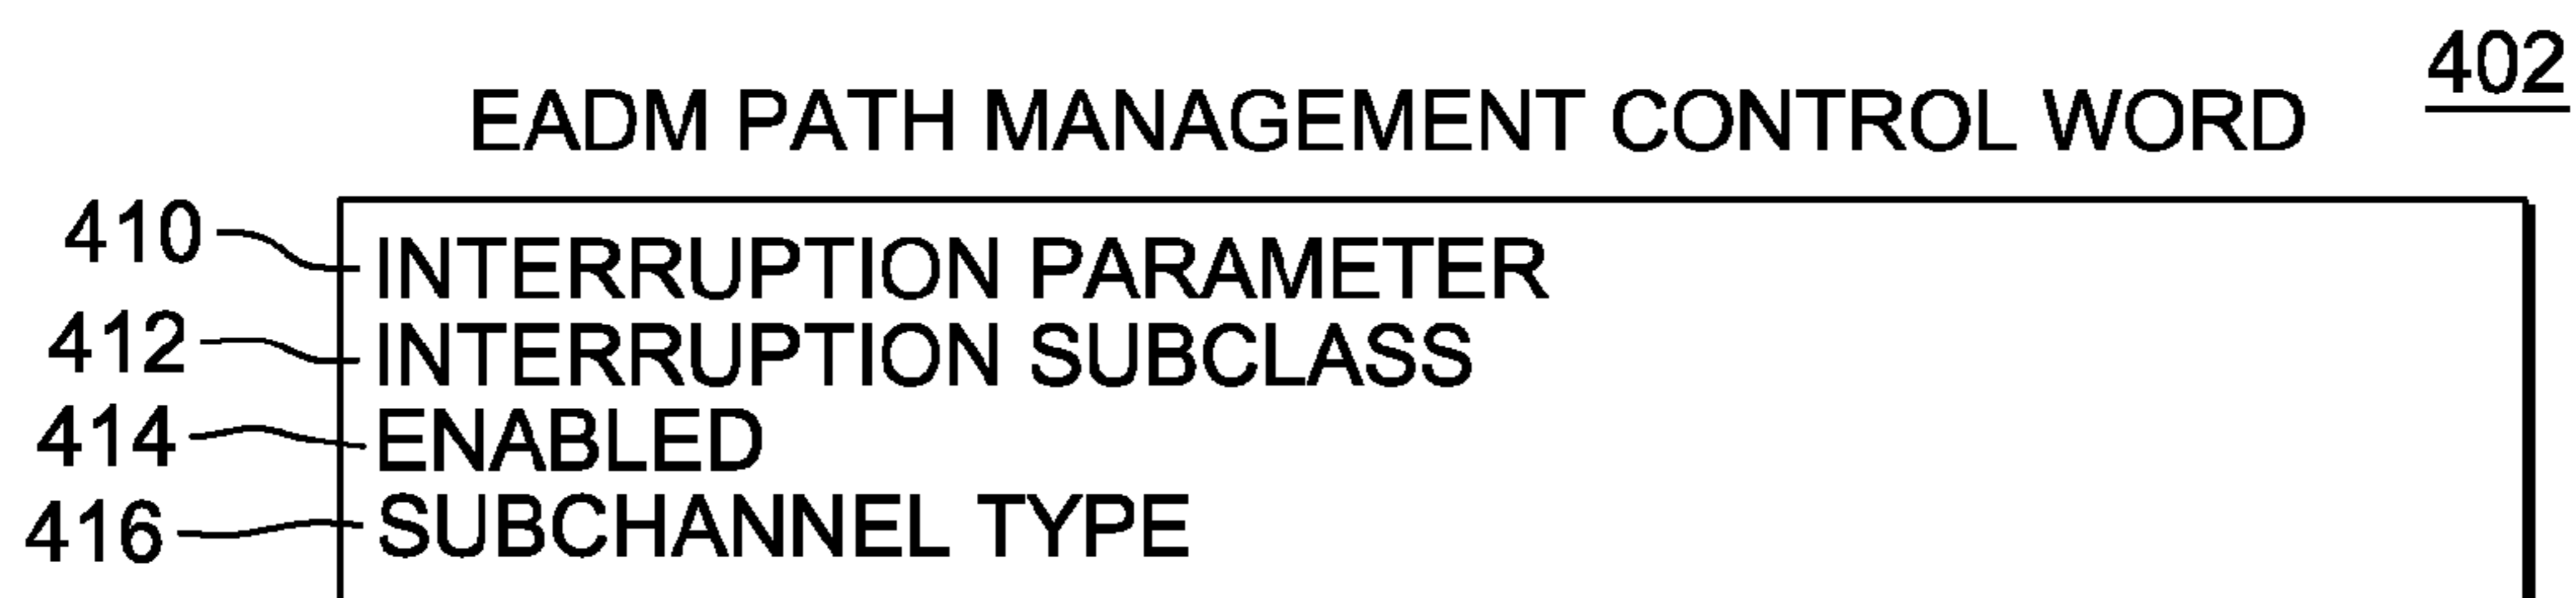 402
EADM PATH MANAGEMENT CONTROL WORD
410 INTERRUPTION PARAMETER
412 INTERRUPTION SUBCLASS
414 ENABLED
416 SUBCHANNEL TYPE